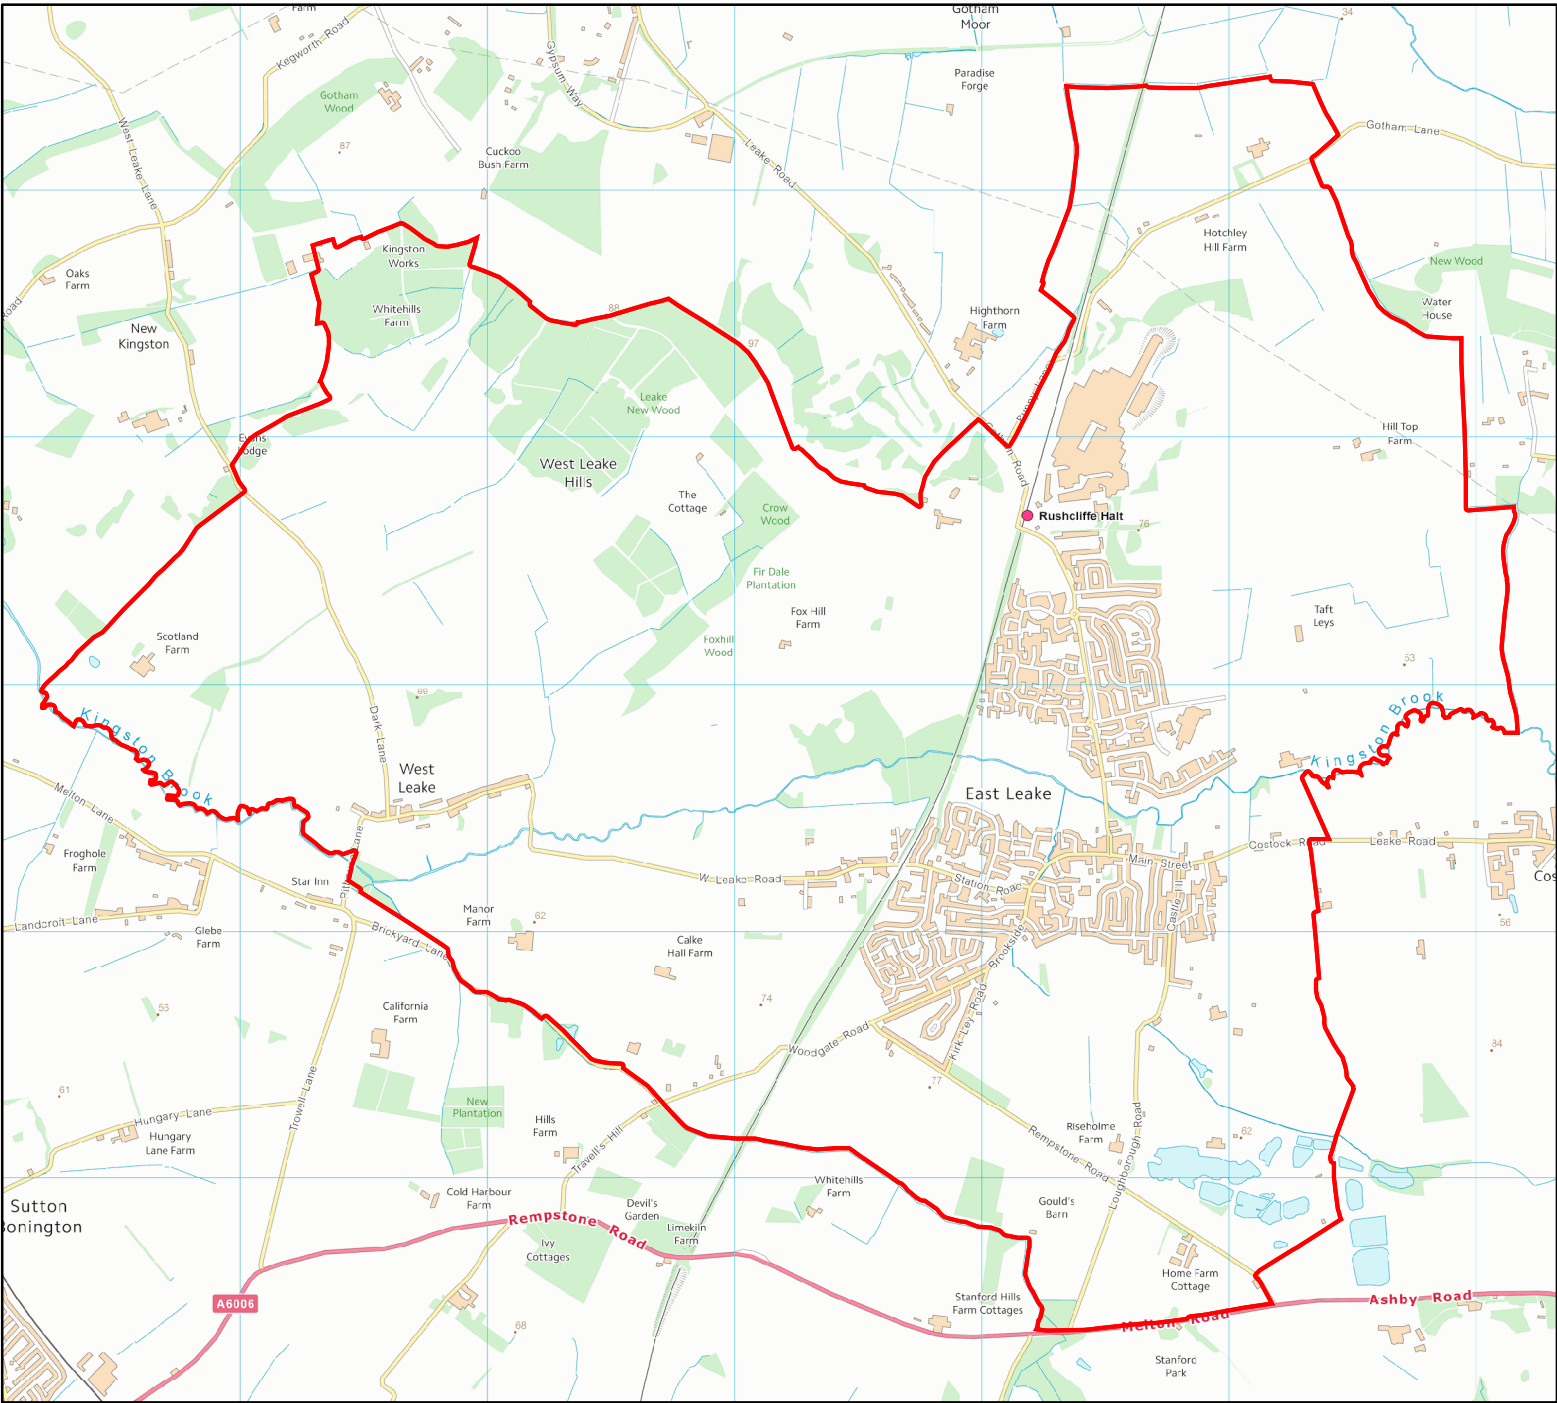 Farm
Gotham
Moor
34
Kegworth Road
Gypsum Way
Paradise
Forge
Gotham
Wood
87
Cuckoo
Bush Farm
West Leake Lane
Leake Road
Gotham Lane
Kingston
Works
Hotchley
Hill Farm
New Wood
Oaks
Farm
Road
Whitehills
Farm
88
Highthorn
Farm
Water
House
New
Kingston
97
Leake
New Wood
Hill Top
Farm
West Leake
Hills
The
Cottage
Crow
Wood
Road
Rushcliffe Halt
76
Fir Dale
Plantation
Fox Hill
Farm
Taft
Leys
Scotland
Farm
Foxhill
Wood
53
69
Kingston Brook
Dark Lane
Kingston Brook
West
Leake
Melton Lane
East Leake
Froghole
Farm
Star Inn
W Leake Road
Station Road
Main Street
Costock Road
Leake Road
Cos
Landcroft Lane
Glebe
Farm
Brickyard Lane
Manor
Farm
62
Calke
Hall Farm
Brookside
56
California
Farm
55
74
Woodgate Road
Kirk Ley Road
84
61
Hungary Lane
Hungary
Lane Farm
Trowell Lane
New
Plantation
Hills
Farm
Travell's Hill
77
Rempstone Road
Riseholme
Farm
62
Loughborough Road
Sutton
Bonington
Cold Harbour
Farm
Whitehills
Farm
Devil's
Garden
Limekiln
Farm
Gould's
Barn
Rempstone Road
Ivy
Cottages
A6006
68
Stanford Hills
Farm Cottages
Home Farm
Cottage
Melton Road
Ashby Road
Stanford
Park